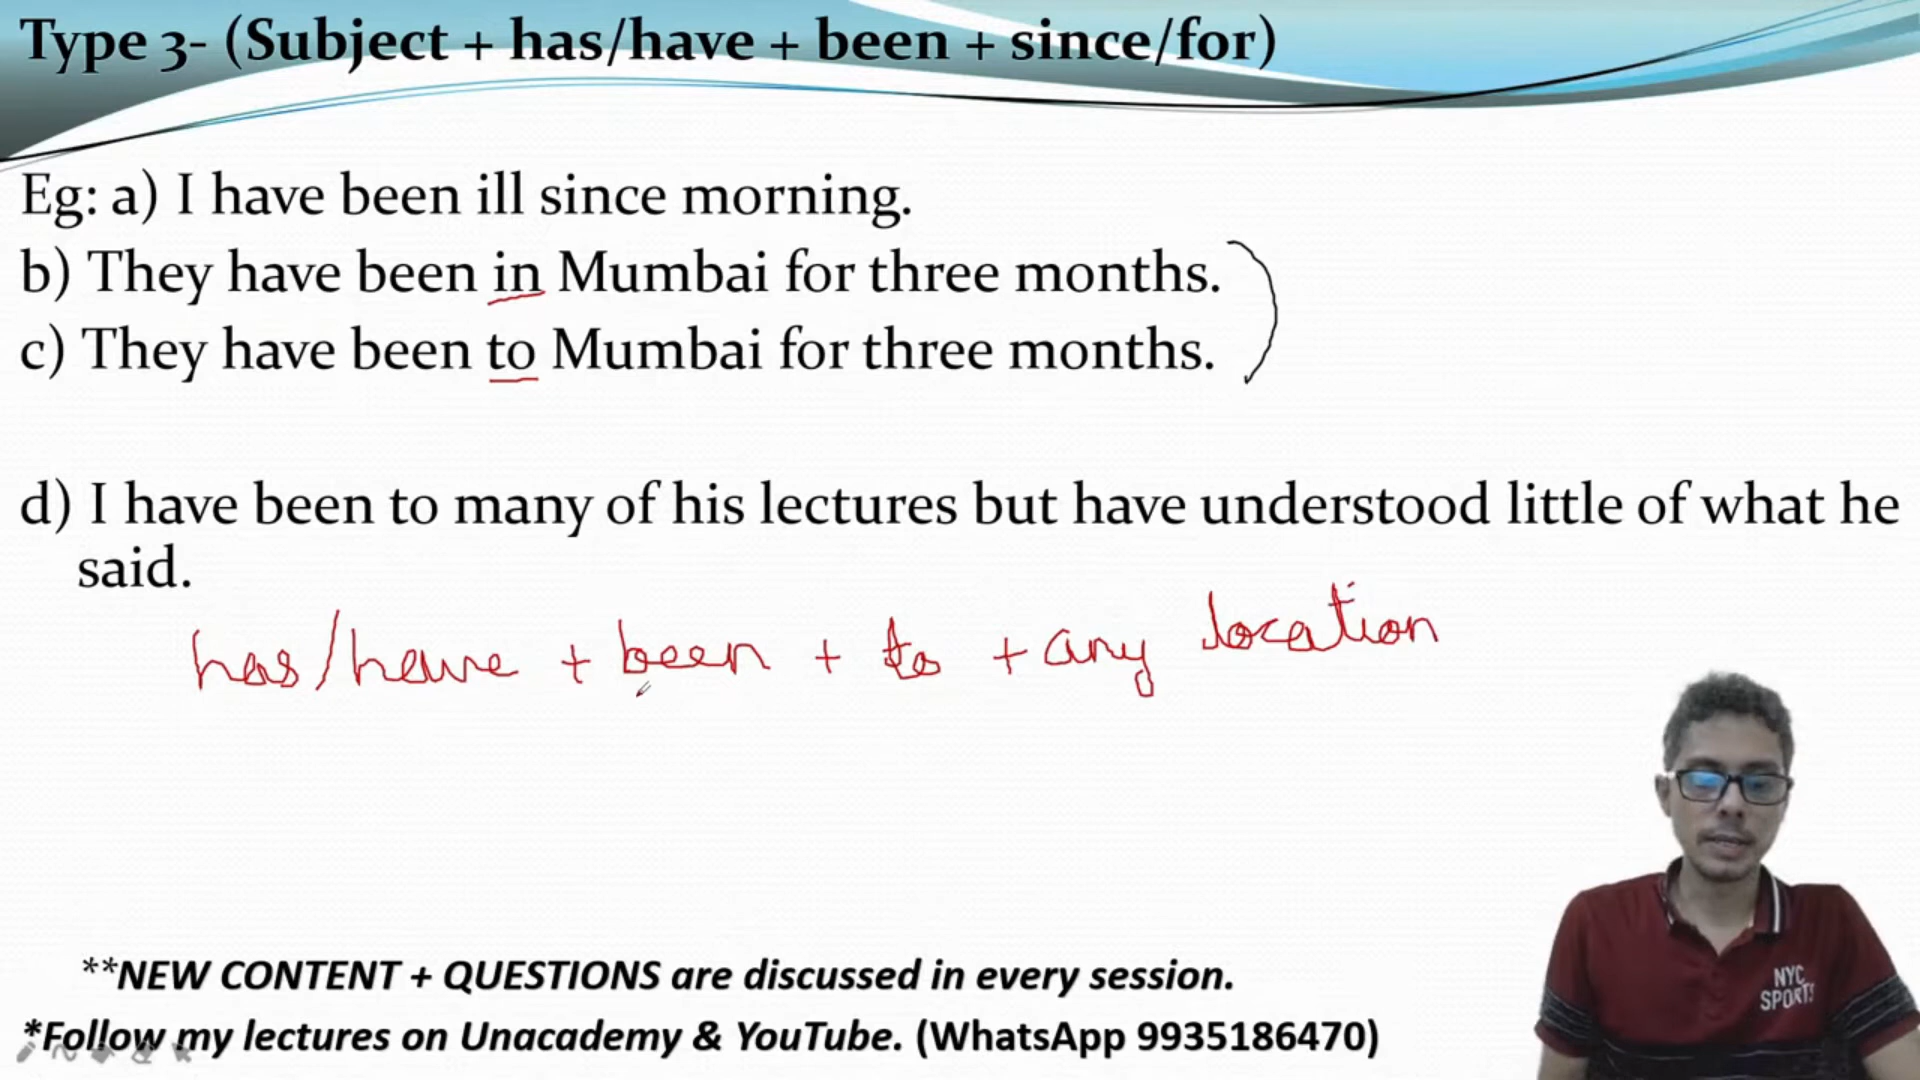 Type 3- (Subject + has/have + been + since/for)
Eg: a) I have been ill since morning.
b) They have been in Mumbai for three months.
c) They have been to Mumbai for three months.
d) I have been to many of his lectures but have understood little of what he
said.
has/have + been + to + any location
NYC
SPORTS
**NEW CONTENT + QUESTIONS are discussed in every session.
*Follow my lectures on Unacademy & YouTube. (WhatsApp 9935186470)